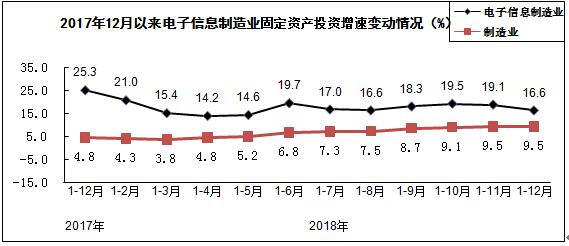 2017年12月以来电子信息制造业固定资产投资增速变动情况（%）
电子信息制造业
制造业
35.0
25.0
15.0
5.0
-5.0
-15.0
25.3 21.0 15.4 14.2 14.6 19.7 17.0 16.6 18.3 19.5 19.1 16.6
4.8 4.3 3.8 4.8 5.2 6.8 7.3 7.5 8.7 9.1 9.5 9.5
1-12月 1-2月 1-3月 1-4月 1-5月 1-6月 1-7月 1-8月 1-9月 1-10月 1-11月 1-12月
2017年 2018年